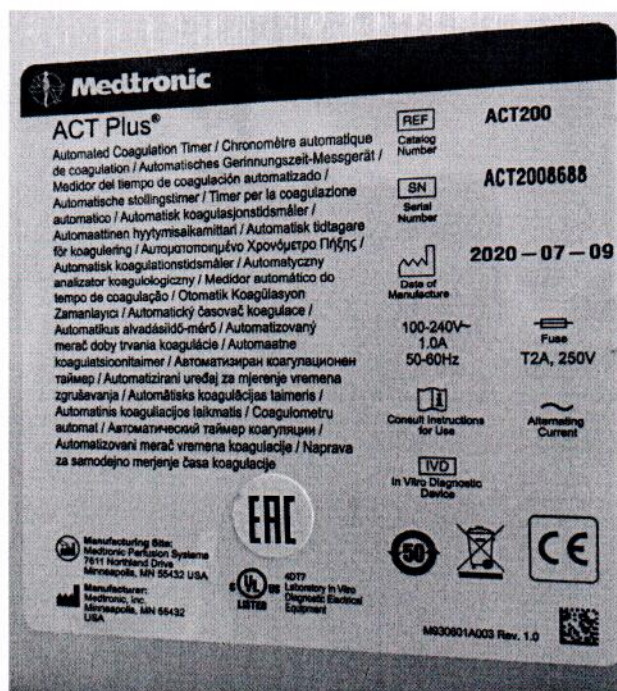 Medtronic
ACT Plus®
Automated Coagulation Timer / Chronomètre automatique
de coagulation / Automatisches Gerinnungszeit-Messgerät /
Medidor del tiempo de coagulación automatizado /
Automatische stollingstimer / Timer per la coagulazione
automatico / Automatisk koagulasjonstidsmåler /
Automaattinen hyytymisaikamittari / Automatisk tidtagare
för koagulering / Αυτοματοποιημένο Χρονόμετρο Πήξης /
Automatisk koagulationstidsmåler / Automatyczny
analizator koagulologiczny / Medidor automático do
tempo de coagulação / Otomatik Koagülasyon
Zamanlayıcı / Automatický časovač koagulace /
Automatikus alvadásidő-mérő / Automatizovaný
merač doby trvania koagulácie / Automaatne
koagulatsioonitaimer / Автоматизиран коагулационен
таймер / Automatizirani uređaj za mjerenje vremena
zgrušavanja / Automātisks koagulācijas taimeris /
Automatinis koaguliacijos laikmatis / Coagulometru
automat / Автоматический таймер коагуляции /
Automatizovani merač vremena koagulacije / Naprava
za samodejno merjenje časa koagulacije
REF
Catalog
Number
ACT200
SN
Serial
Number
ACT2008688
Date of
Manufacture
2020-07-09
100-240V~
1.0A
50-60Hz
Fuse
T2A, 250V
Consult Instructions
for Use
Alternating
Current
IVD
In Vitro Diagnostic
Device
EAC
Manufacturing Site:
Medtronic Perfusion Systems
7611 Northland Drive
Minneapolis, MN 55432 USA
Manufacturer:
Medtronic, Inc.
Minneapolis, MN 55432
USA
C UL US
LISTED
4DT7
Laboratory In Vitro
Diagnostic Electrical
Equipment
50
CE
M930601A003 Rev. 1.0